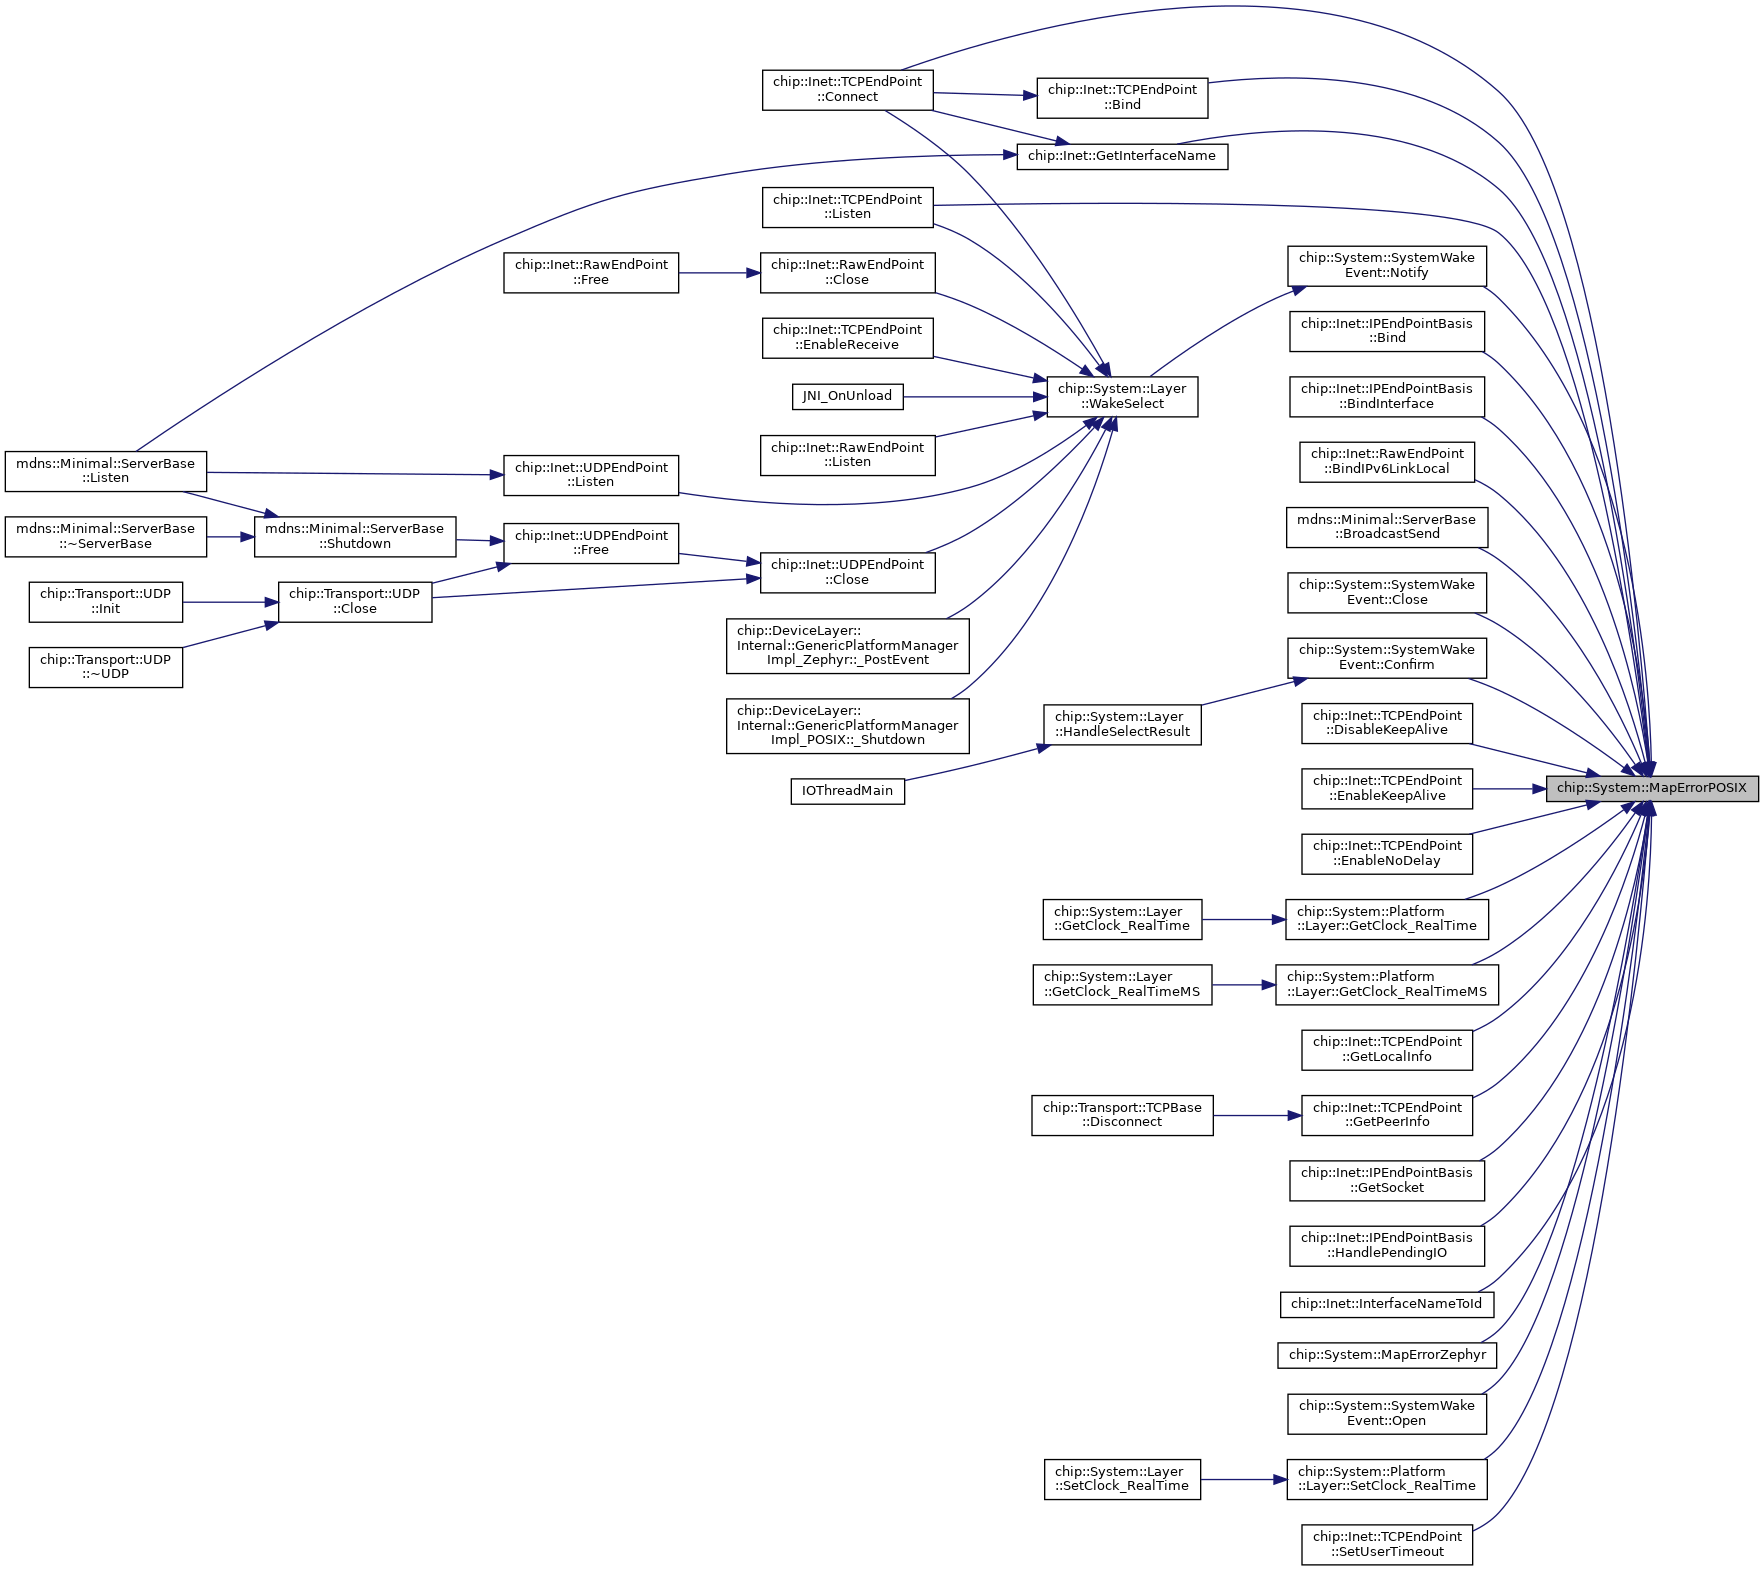 chip::Inet::TCPEndPoint
::Connect
chip::Inet::TCPEndPoint
::Bind
chip::Inet::GetInterfaceName
chip::Inet::TCPEndPoint
::Listen
chip::System::SystemWake
Event::Notify
chip::Inet::RawEndPoint
::Free
chip::Inet::RawEndPoint
::Close
chip::Inet::IPEndPointBasis
::Bind
chip::Inet::TCPEndPoint
::EnableReceive
chip::System::Layer
::WakeSelect
chip::Inet::IPEndPointBasis
::BindInterface
JNI_OnUnload
chip::Inet::RawEndPoint
::Listen
chip::Inet::RawEndPoint
::BindIPv6LinkLocal
mdns::Minimal::ServerBase
::Listen
chip::Inet::UDPEndPoint
::Listen
mdns::Minimal::ServerBase
::BroadcastSend
mdns::Minimal::ServerBase
::~ServerBase
mdns::Minimal::ServerBase
::Shutdown
chip::Inet::UDPEndPoint
::Free
chip::Inet::UDPEndPoint
::Close
chip::System::SystemWake
Event::Close
chip::Transport::UDP
::Init
chip::Transport::UDP
::Close
chip::DeviceLayer::
Internal::GenericPlatformManager
Impl_Zephyr::_PostEvent
chip::System::SystemWake
Event::Confirm
chip::Transport::UDP
::~UDP
chip::DeviceLayer::
Internal::GenericPlatformManager
Impl_POSIX::_Shutdown
chip::System::Layer
::HandleSelectResult
chip::Inet::TCPEndPoint
::DisableKeepAlive
IOThreadMain
chip::Inet::TCPEndPoint
::EnableKeepAlive
chip::System::MapErrorPOSIX
chip::Inet::TCPEndPoint
::EnableNoDelay
chip::System::Layer
::GetClock_RealTime
chip::System::Platform
::Layer::GetClock_RealTime
chip::System::Layer
::GetClock_RealTimeMS
chip::System::Platform
::Layer::GetClock_RealTimeMS
chip::Inet::TCPEndPoint
::GetLocalInfo
chip::Transport::TCPBase
::Disconnect
chip::Inet::TCPEndPoint
::GetPeerInfo
chip::Inet::IPEndPointBasis
::GetSocket
chip::Inet::IPEndPointBasis
::HandlePendingIO
chip::Inet::InterfaceNameToId
chip::System::MapErrorZephyr
chip::System::SystemWake
Event::Open
chip::System::Layer
::SetClock_RealTime
chip::System::Platform
::Layer::SetClock_RealTime
chip::Inet::TCPEndPoint
::SetUserTimeout